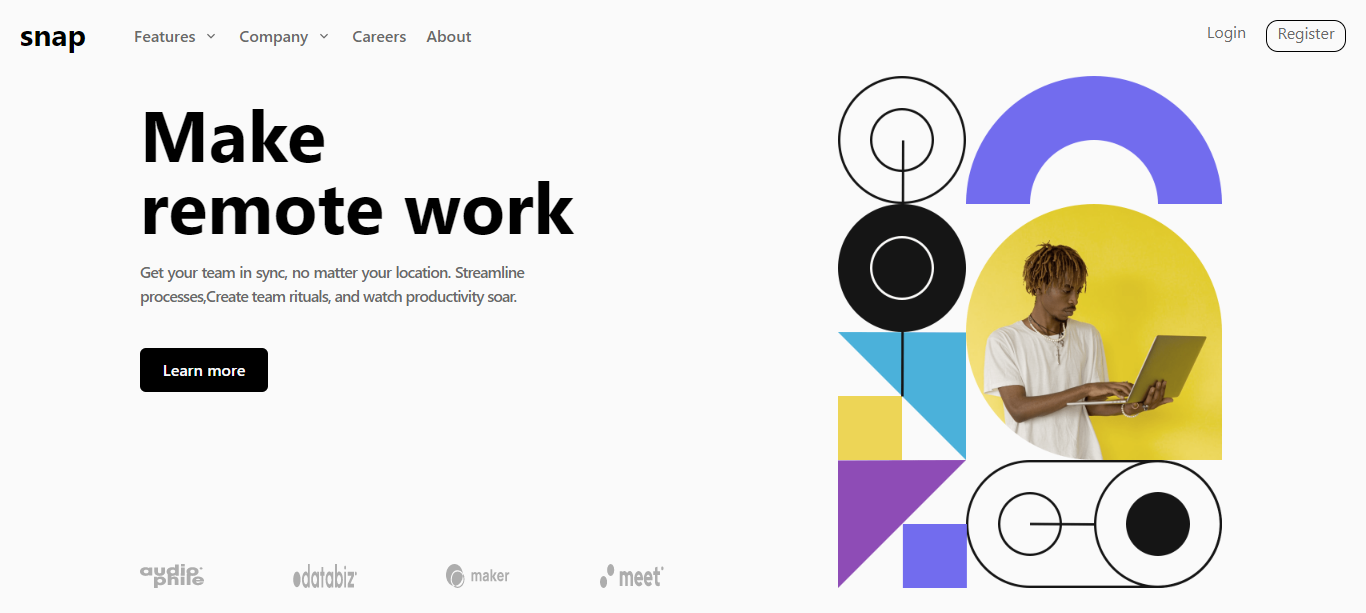 snap Features Company Careers About Login Register
Make
remote work
Get your team in sync, no matter your location. Streamline
processes,Create team rituals, and watch productivity soar.
Learn more
audiophile databiz maker meet